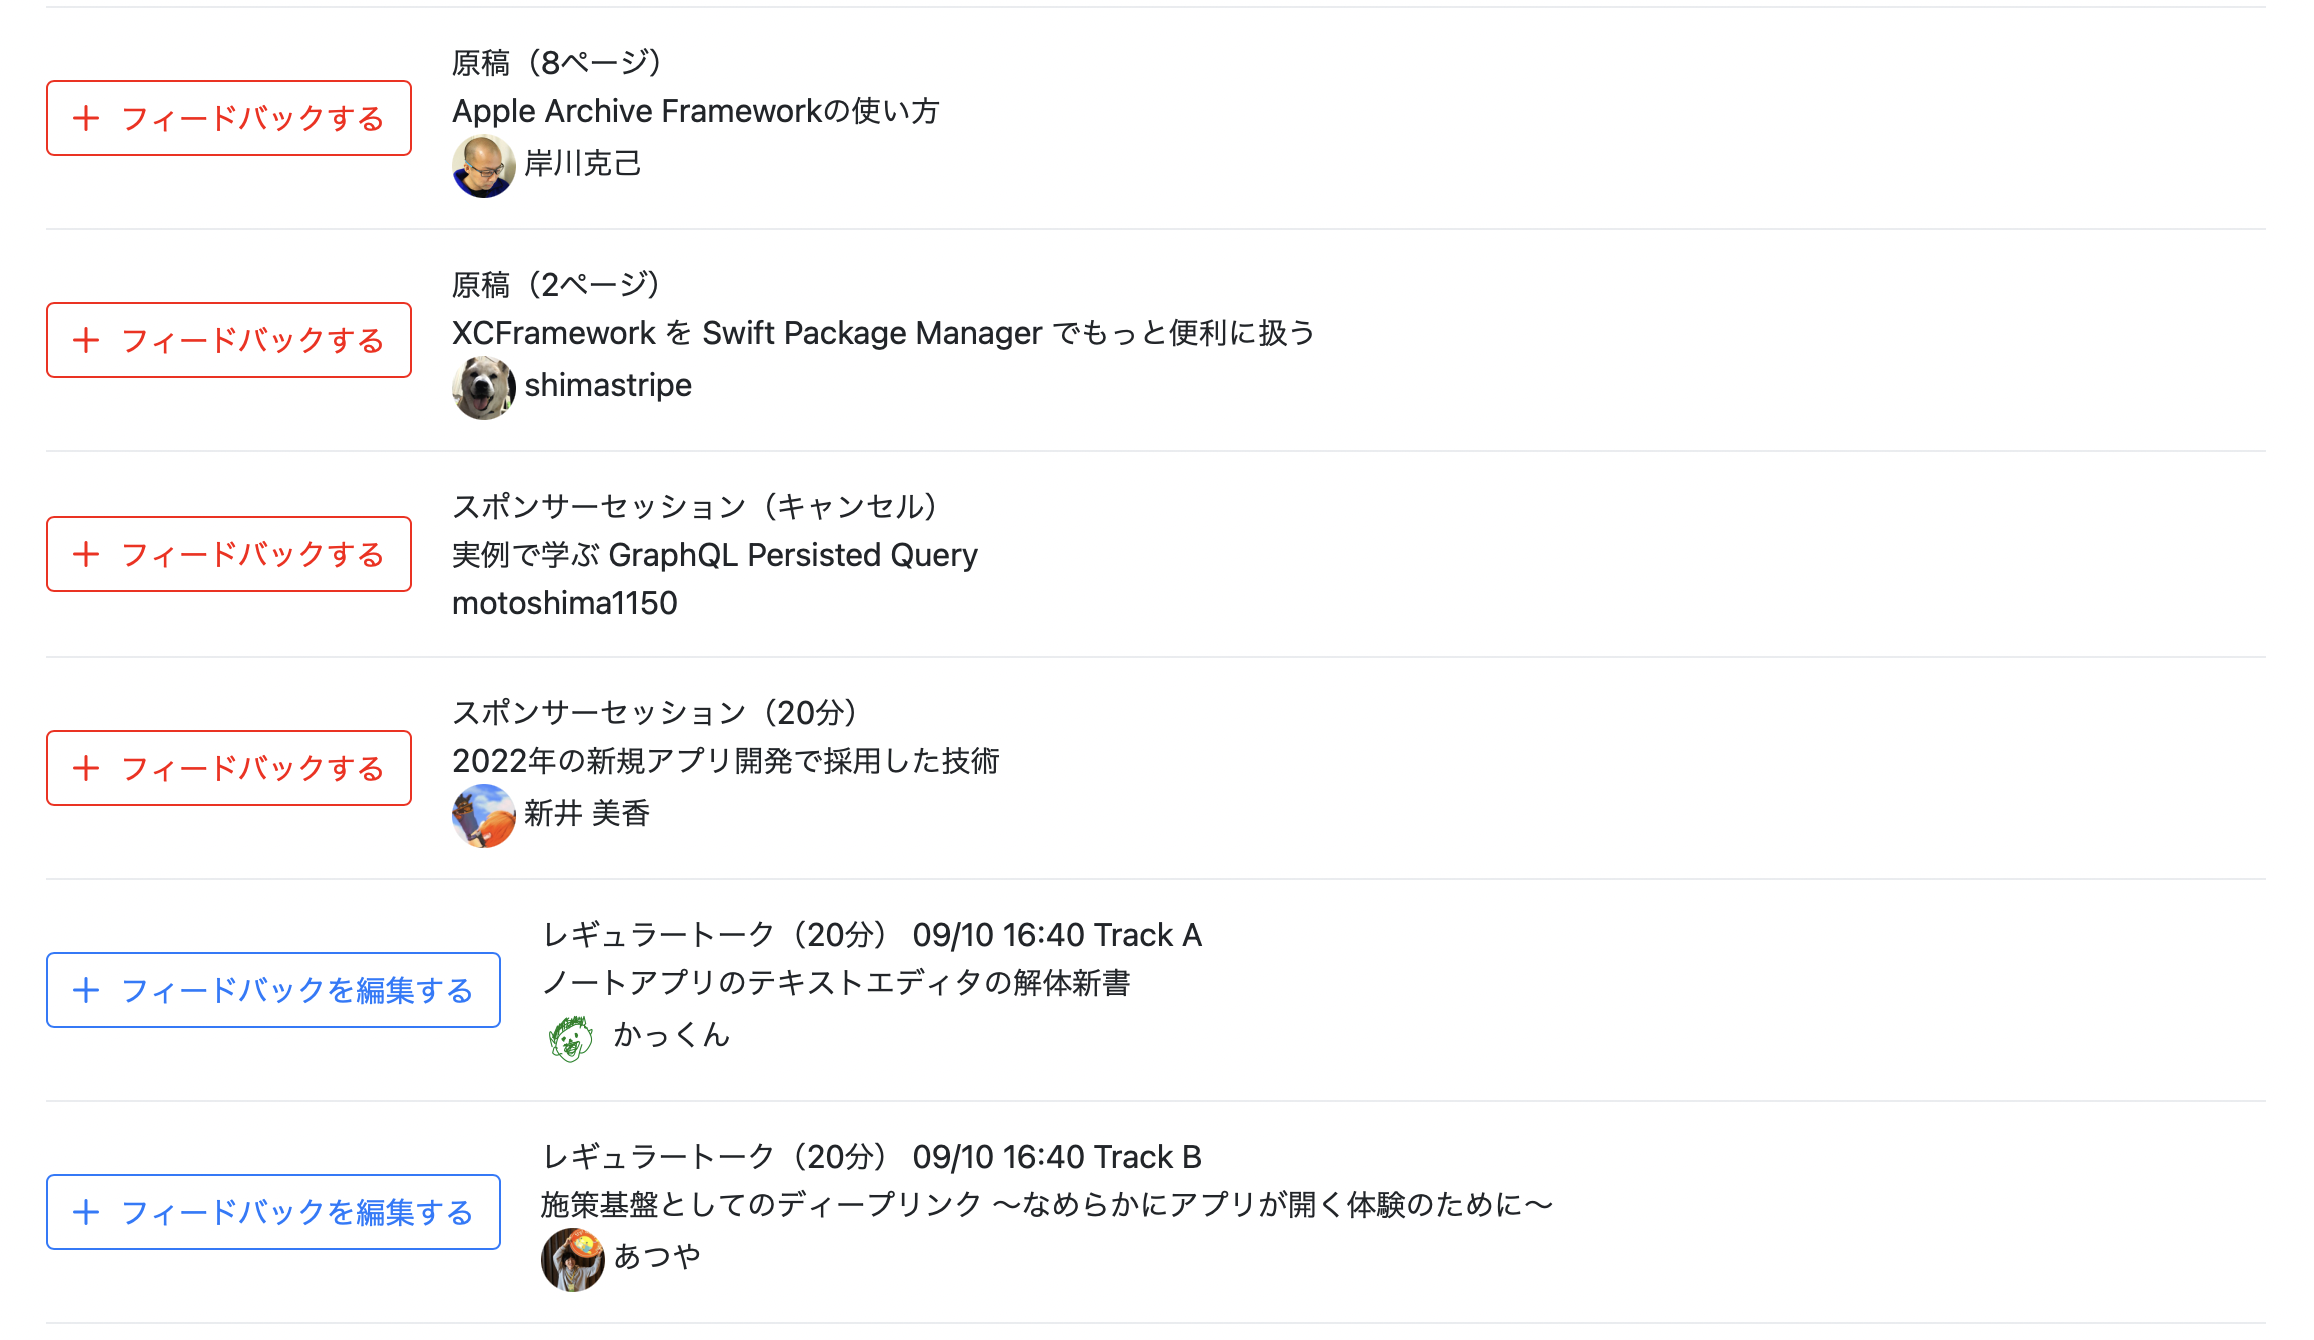 原稿（8ページ）
+ フィードバックする
Apple Archive Frameworkの使い方
岸川克己
原稿（2ページ）
+ フィードバックする
XCFramework を Swift Package Manager でもっと便利に扱う
shimastripe
スポンサーセッション（キャンセル）
+ フィードバックする
実例で学ぶ GraphQL Persisted Query
motoshima1150
スポンサーセッション（20分）
+ フィードバックする
2022年の新規アプリ開発で採用した技術
新井 美香
レギュラートーク（20分） 09/10 16:40 Track A
+ フィードバックを編集する
ノートアプリのテキストエディタの解体新書
かっくん
レギュラートーク（20分） 09/10 16:40 Track B
+ フィードバックを編集する
施策基盤としてのディープリンク 〜なめらかにアプリが開く体験のために〜
あつや